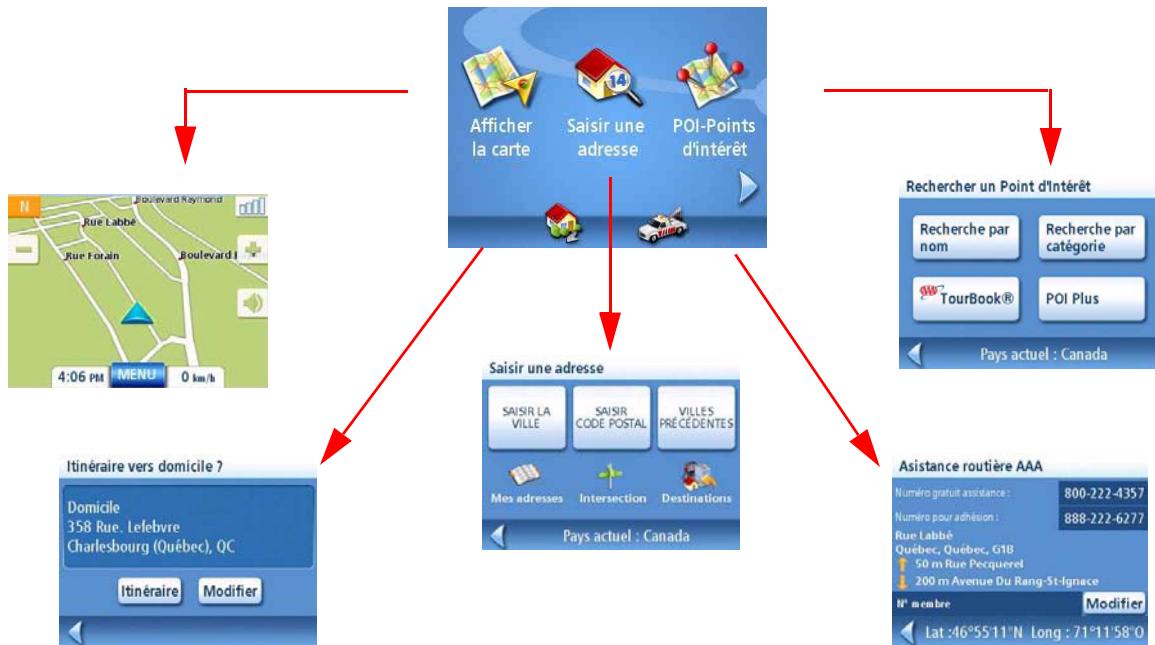 Afficher
la carte
Saisir une
adresse
14
POI-Points
d'intérêt
N
Boulevard Raymond
Rue Labbé
Rue Forain
Boulevard
4:06 PM
MENU
0 km/h
Rechercher un Point d'Intérêt
Recherche par
nom
Recherche par
catégorie
TourBook®
POI Plus
Pays actuel : Canada
Saisir une adresse
SAISIR LA
VILLE
SAISIR
CODE POSTAL
VILLES
PRÉCÉDENTES
Mes adresses
Intersection
Destinations
Pays actuel : Canada
Itinéraire vers domicile ?
Domicile
358 Rue. Lefebvre
Charlesbourg (Québec), QC
Itinéraire
Modifier
Asistance routière AAA
Numéro gratuit assistance :
800-222-4357
Numéro pour adhésion :
888-222-6277
Rue Labbé
Québec, Québec, G1B
50 m Rue Pecquerel
200 m Avenue Du Rang-St-Ignace
N° membre
Modifier
Lat :46°55'11"N Long : 71°11'58"O